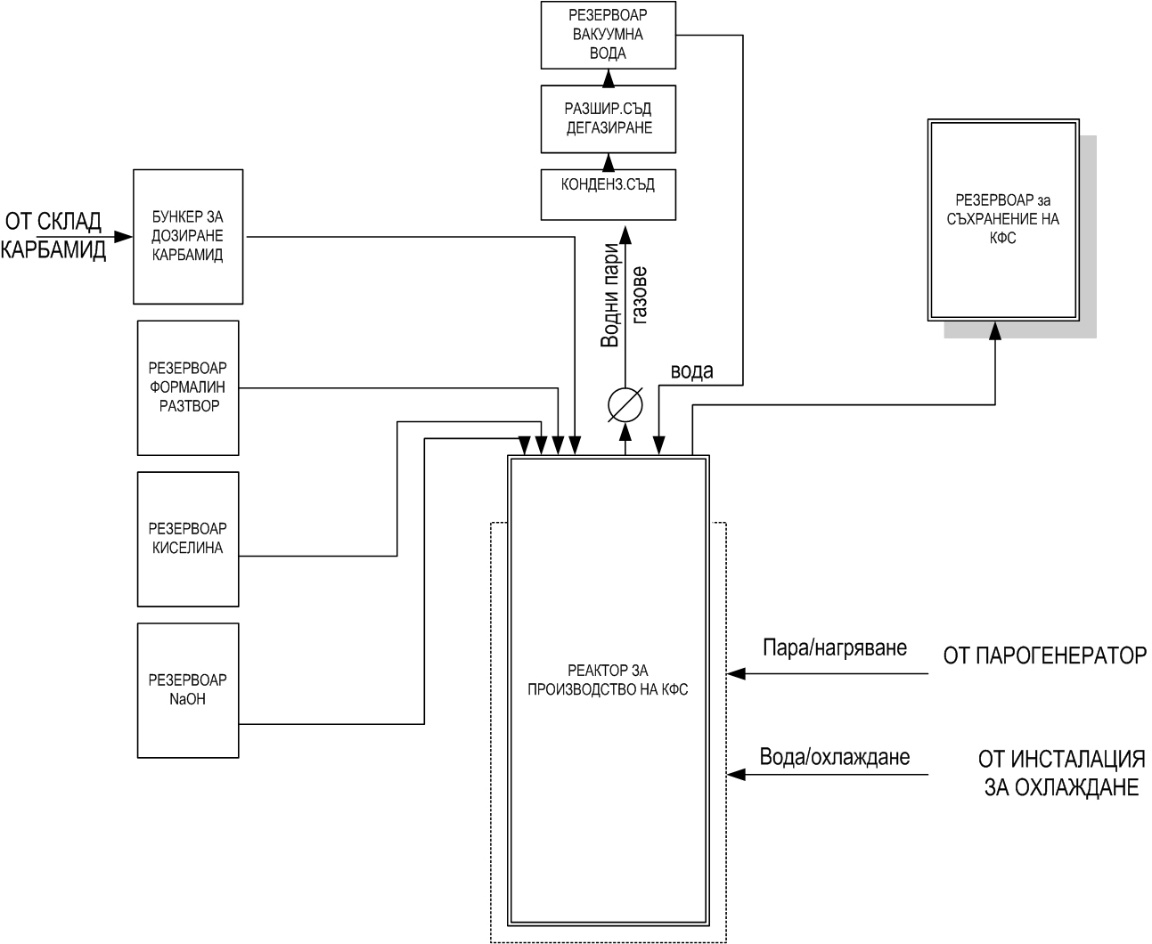 РЕЗЕРВОАР
ВАКУУМНА
ВОДА
РАЗШИР.СЪД
ДЕГАЗИРАНЕ
КОНДЕНЗ.СЪД
ОТ СКЛАД
КАРБАМИД
БУНКЕР ЗА
ДОЗИРАНЕ
КАРБАМИД
РЕЗЕРВОАР за
СЪХРАНЕНИЕ НА
КФС
Водни пари
газове
вода
РЕЗЕРВОАР
ФОРМАЛИН
РАЗТВОР
РЕЗЕРВОАР
КИСЕЛИНА
РЕЗЕРВОАР
NaOH
РЕАКТОР ЗА
ПРОИЗВОДСТВО НА КФС
Пара/нагряване
ОТ ПАРОГЕНЕРАТОР
Вода/охлаждане
ОТ ИНСТАЛАЦИЯ
ЗА ОХЛАЖДАНЕ